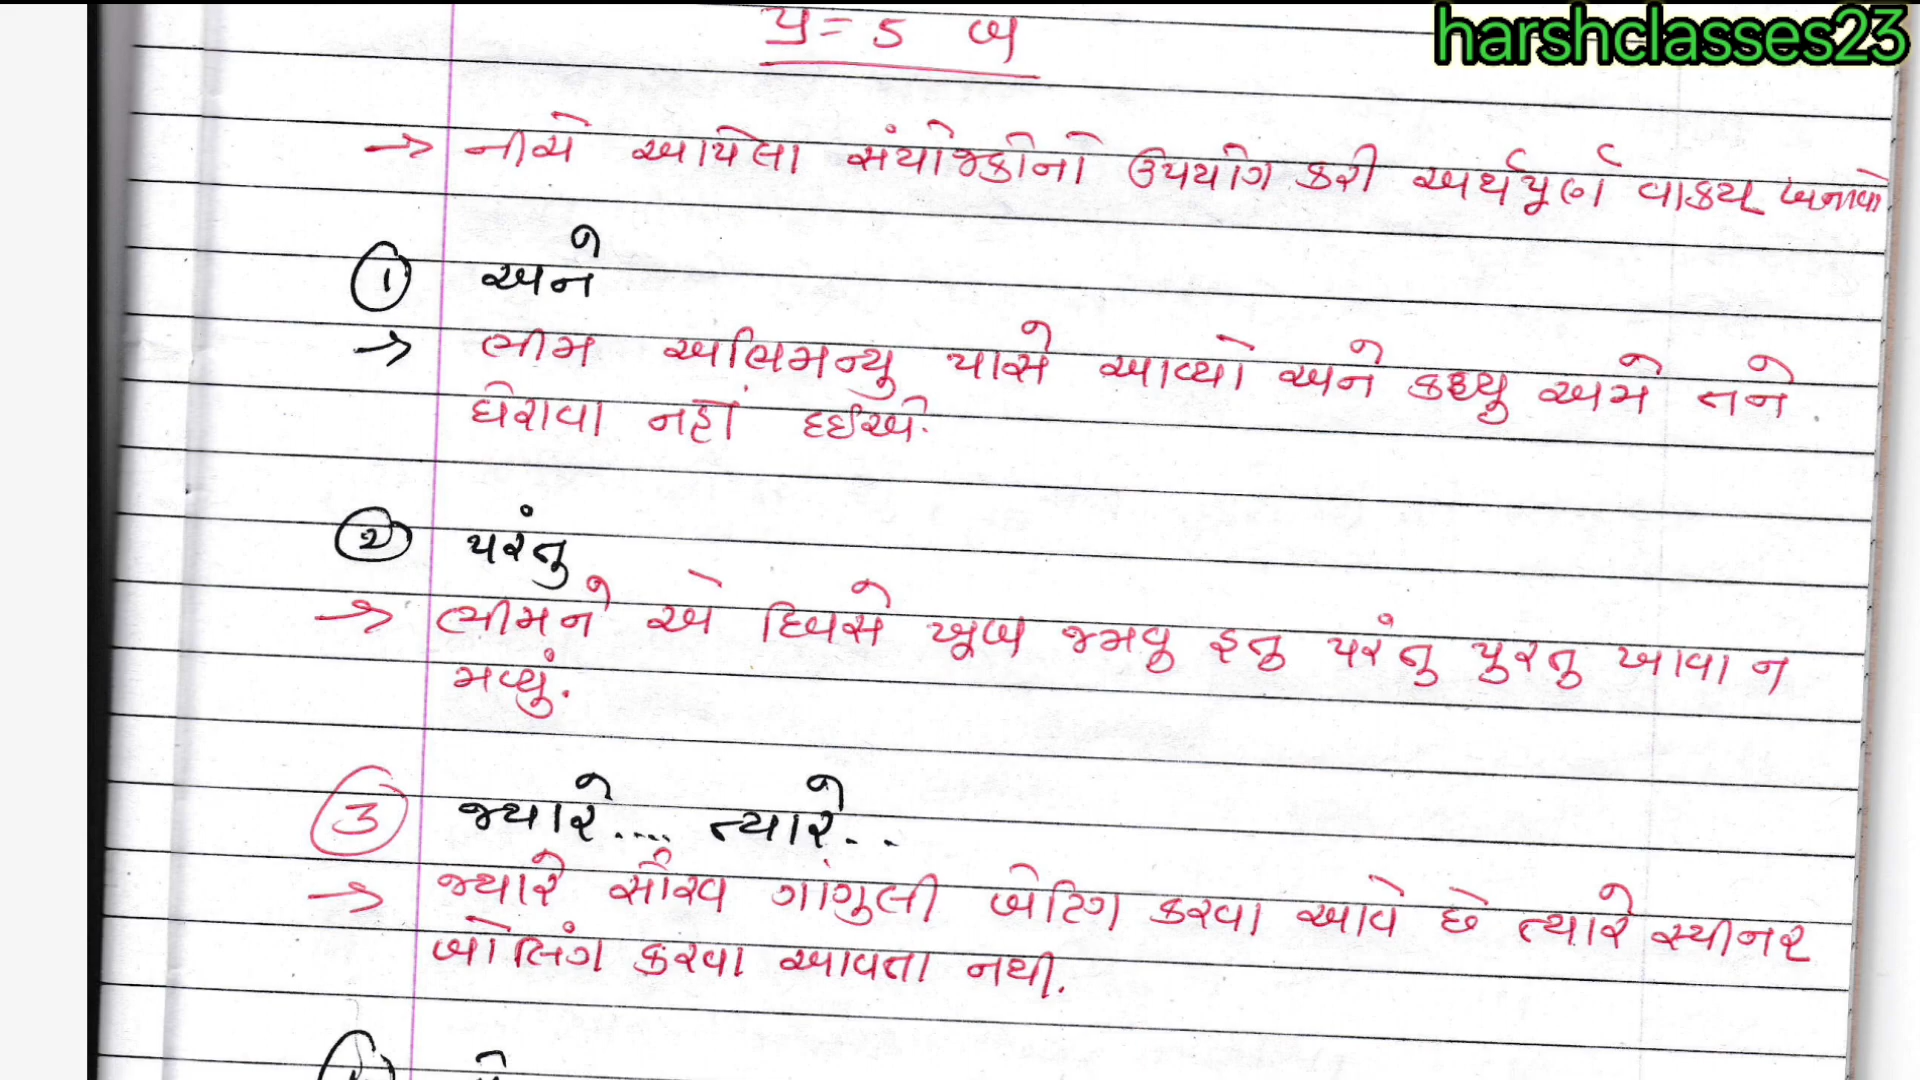 harshclasses23
પ્ર = 5 બ
→ નીચે આપેલા સંયોજકોનો ઉપયોગ કરી અર્થપૂર્ણ વાક્ય બનાવો
① અને
→ ભીમ અભિમન્યુ પાસે આવ્યો અને કહ્યુ અમે તને
ઘેરાવા નહીં દઈએ.
② પરંતુ
→ ભીમને એ દિવસે ખૂબ જમવુ હતુ પરંતુ પુરતુ ખાવા ન
મળ્યું.
③ જ્યારે.... ત્યારે..
→ જ્યારે સૌરવ ગાંગુલી બેટિંગ કરવા આવે છે ત્યારે સ્પીનર
બોલિંગ કરવા આવતા નથી.